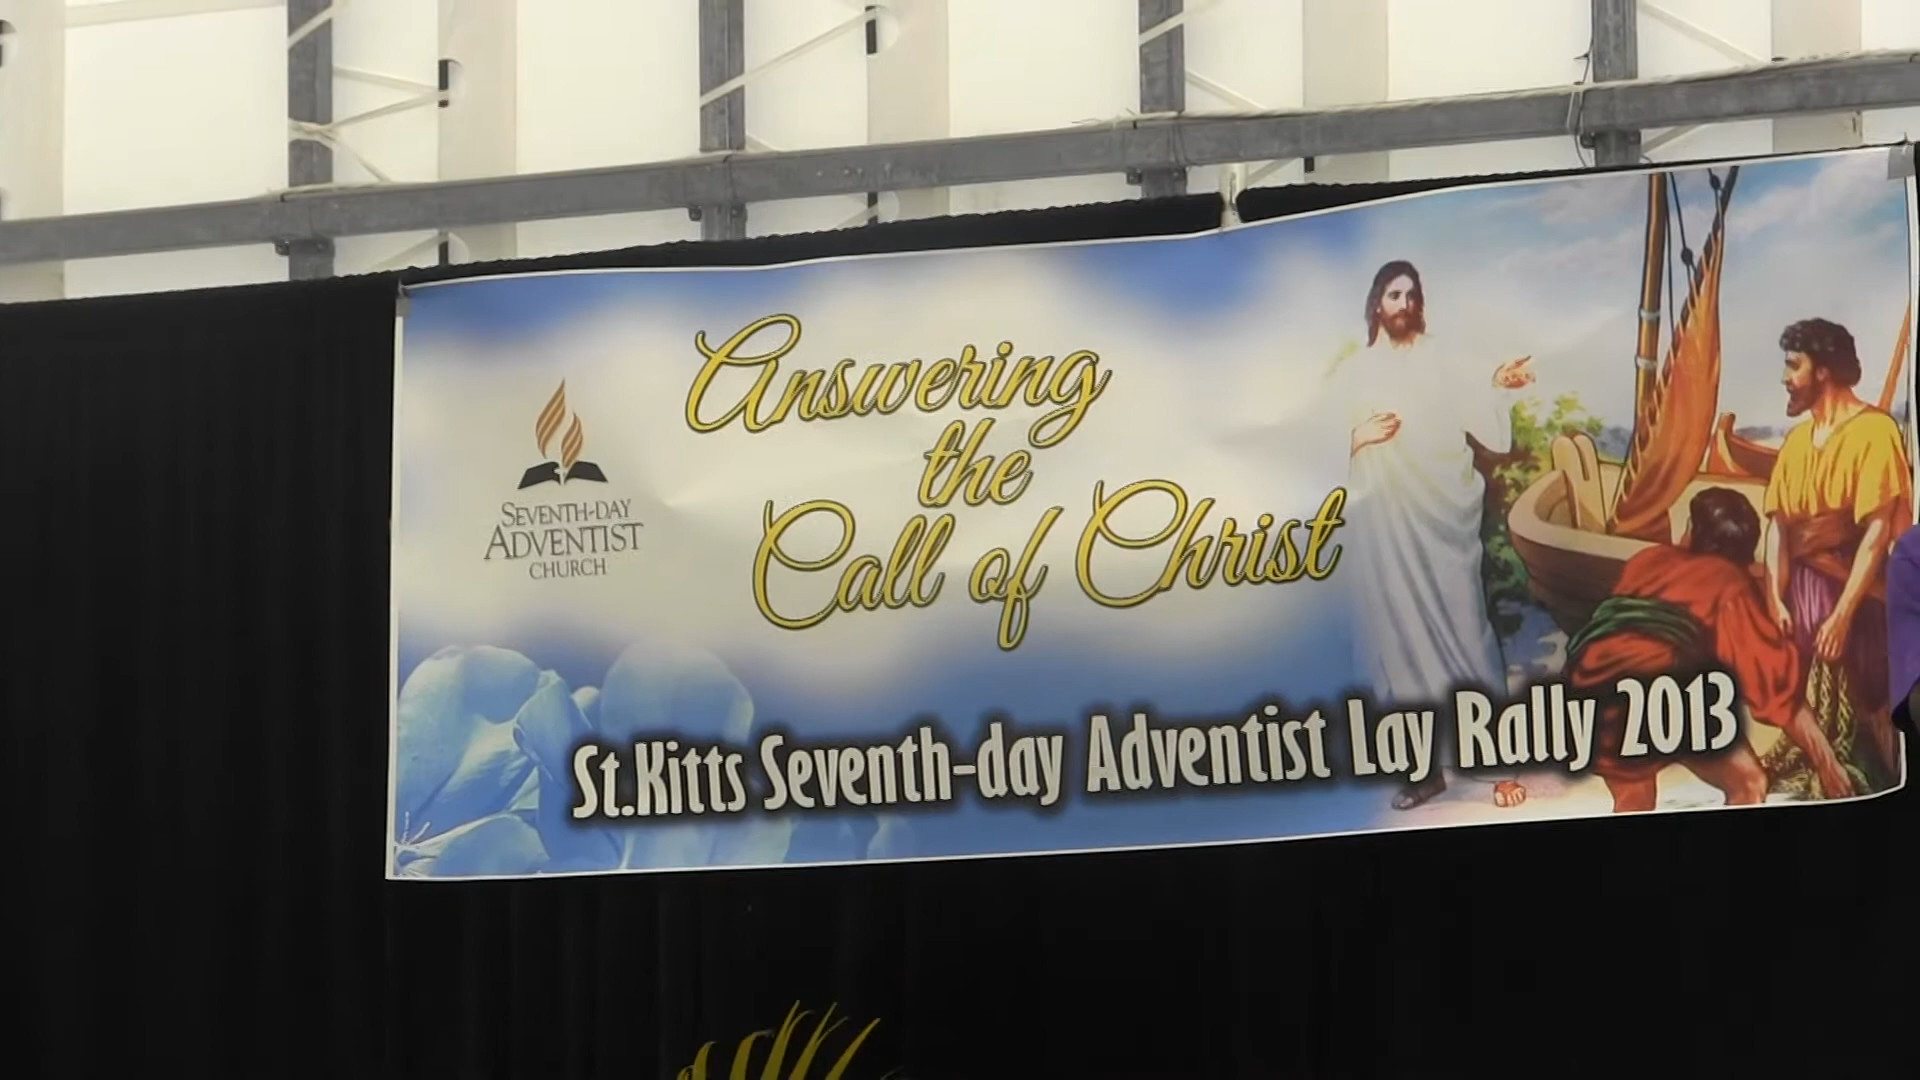 Answering
the
Call of Christ
SEVENTH-DAY
ADVENTIST
CHURCH
St.Kitts Seventh-day Adventist Lay Rally 2013